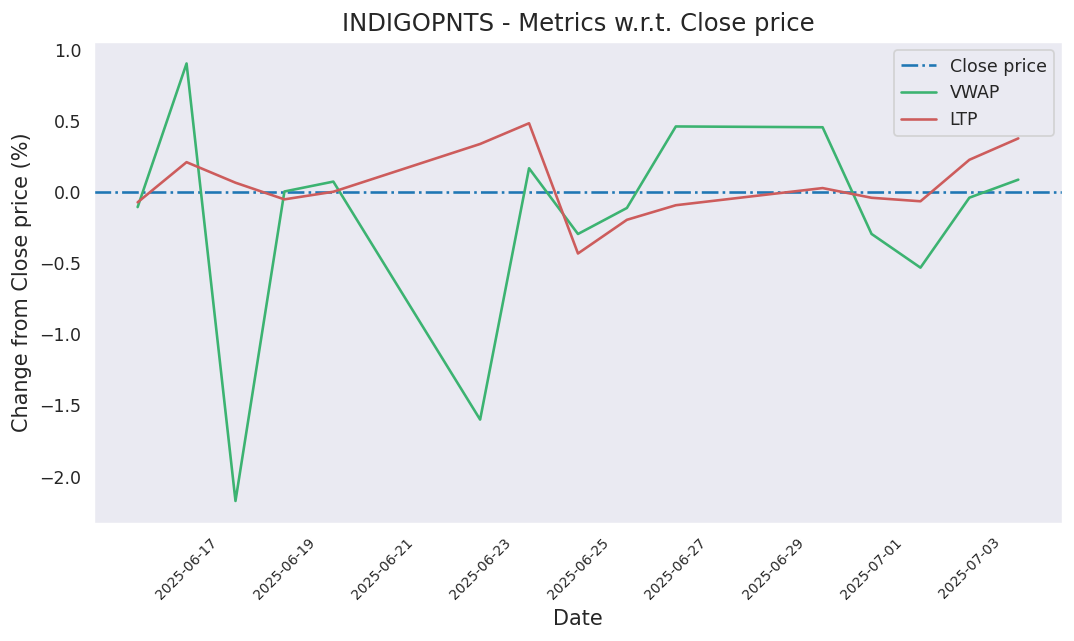 INDIGOPNTS - Metrics w.r.t. Close price
Change from Close price (%)
1.0
0.5
0.0
−0.5
−1.0
−1.5
−2.0
Close price
VWAP
LTP
2025-06-17
2025-06-19
2025-06-21
2025-06-23
2025-06-25
2025-06-27
2025-06-29
2025-07-01
2025-07-03
Date